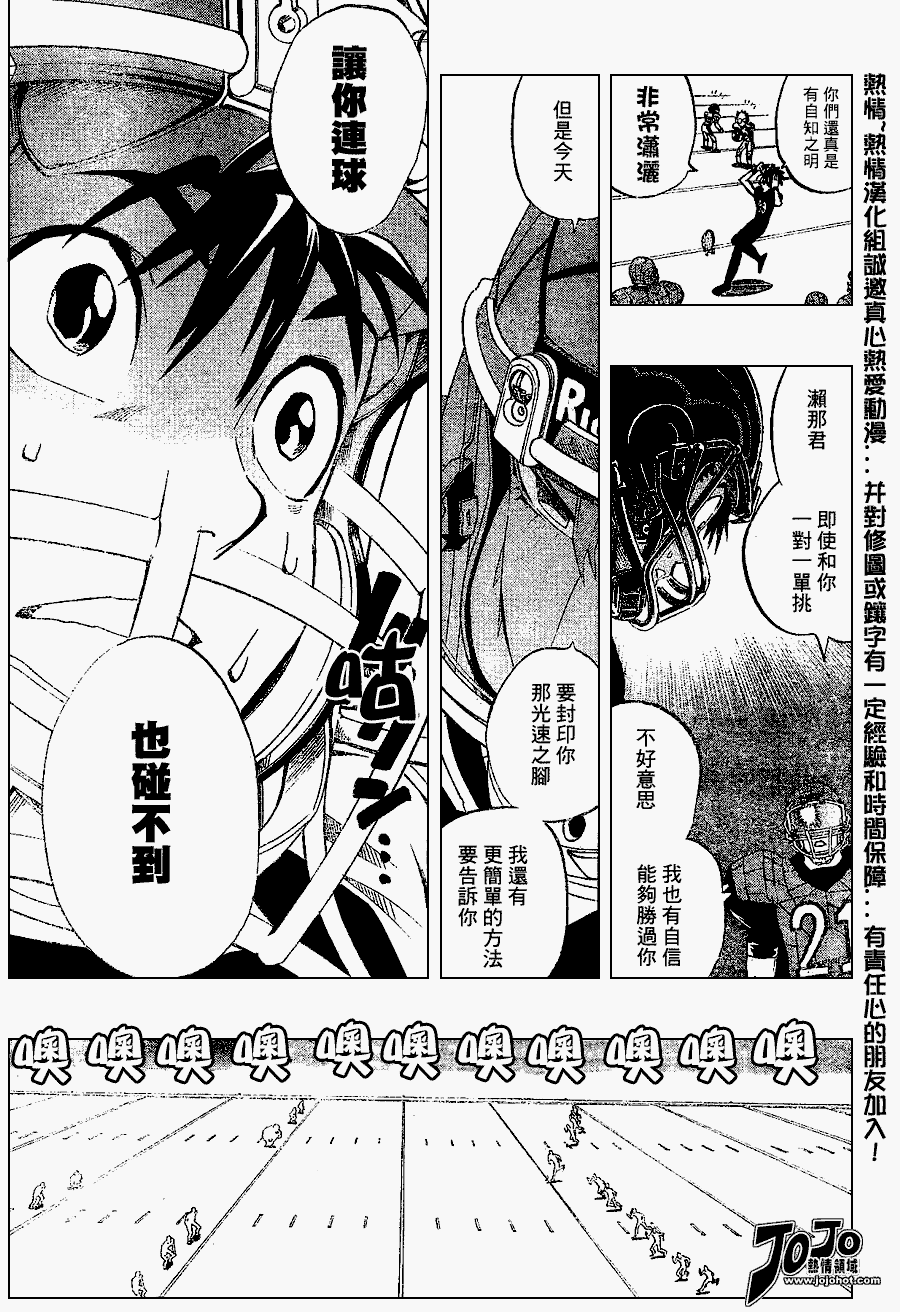 你們還真是
有自知之明
非常瀟灑
瀨那君
即使和你
一對一單挑
不好意思
我也有自信
能夠勝過你
21
但是今天
要封印你
那光速之腳
我還有
更簡單的方法
要告訴你
讓你連球
咕
也碰不到
噢噢噢噢噢噢噢噢噢噢噢
熱情,熱情漢化組誠邀真心熱愛動漫...并對修圖或鑲字有一定經驗和時間保障...有責任心的朋友加入!
JOJO
熱情領域
www.jojohot.com